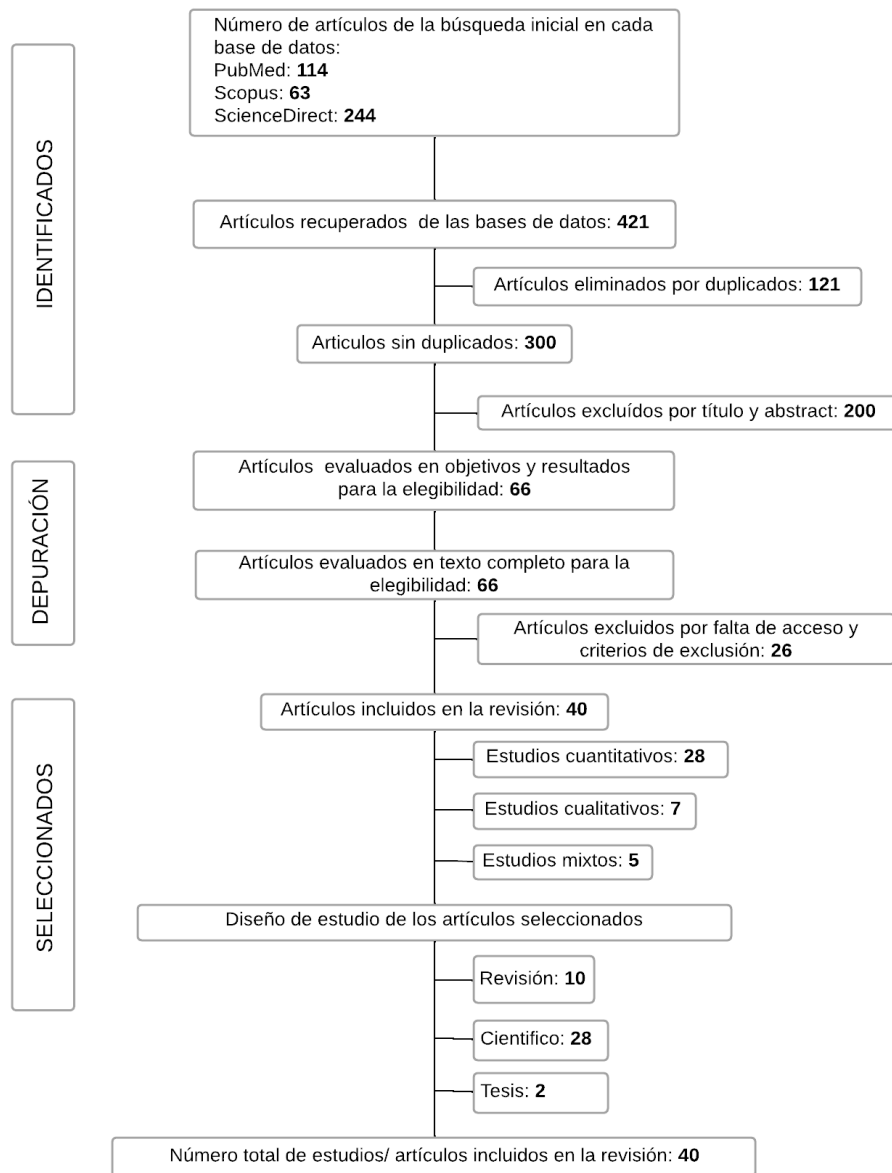 IDENTIFICADOS
Número de artículos de la búsqueda inicial en cada
base de datos:
PubMed: 114
Scopus: 63
ScienceDirect: 244
Artículos recuperados de las bases de datos: 421
Artículos eliminados por duplicados: 121
Articulos sin duplicados: 300
Artículos excluídos por título y abstract: 200
DEPURACIÓN
Artículos evaluados en objetivos y resultados
para la elegibilidad: 66
Artículos evaluados en texto completo para la
elegibilidad: 66
Artículos excluidos por falta de acceso y
criterios de exclusión: 26
SELECCIONADOS
Artículos incluidos en la revisión: 40
Estudios cuantitativos: 28
Estudios cualitativos: 7
Estudios mixtos: 5
Diseño de estudio de los artículos seleccionados
Revisión: 10
Cientifico: 28
Tesis: 2
Número total de estudios/ artículos incluidos en la revisión: 40